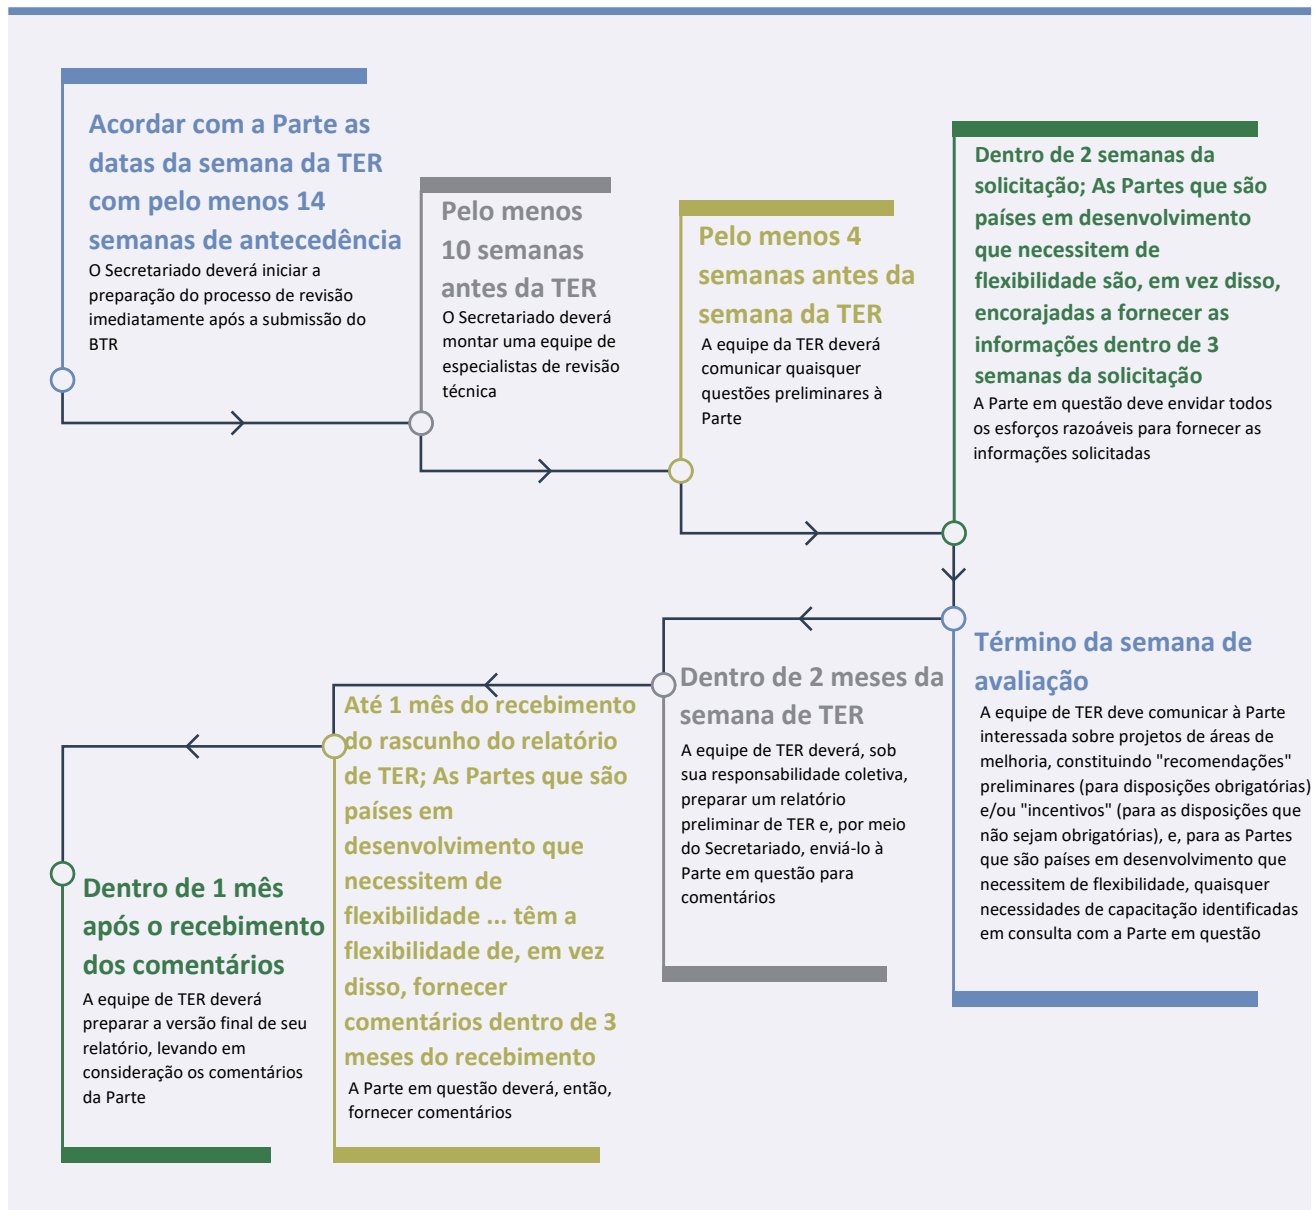 Acordar com a Parte as
datas da semana da TER
com pelo menos 14
semanas de antecedência
O Secretariado deverá iniciar a
preparação do processo de revisão
imediatamente após a submissão do
BTR
Pelo menos
10 semanas
antes da TER
O Secretariado deverá
montar uma equipe de
especialistas de revisão
técnica
Pelo menos 4
semanas antes da
semana da TER
A equipe da TER deverá
comunicar quaisquer
questões preliminares à
Parte
Dentro de 2 semanas da
solicitação; As Partes que são
países em desenvolvimento
que necessitem de
flexibilidade são, em vez disso,
encorajadas a fornecer as
informações dentro de 3
semanas da solicitação
A Parte em questão deve envidar todos
os esforços razoáveis para fornecer as
informações solicitadas
Término da semana de
avaliação
A equipe de TER deve comunicar à Parte
interessada sobre projetos de áreas de
melhoria, constituindo "recomendações"
preliminares (para disposições obrigatórias)
e/ou "incentivos" (para as disposições que
não sejam obrigatórias), e, para as Partes
que são países em desenvolvimento que
necessitem de flexibilidade, quaisquer
necessidades de capacitação identificadas
em consulta com a Parte em questão
Dentro de 2 meses da
semana de TER
A equipe de TER deverá, sob
sua responsabilidade coletiva,
preparar um relatório
preliminar de TER e, por meio
do Secretariado, enviá-lo à
Parte em questão para
comentários
Até 1 mês do recebimento
do rascunho do relatório
de TER; As Partes que são
países em
desenvolvimento que
necessitem de
flexibilidade ... têm a
flexibilidade de, em vez
disso, fornecer
comentários dentro de 3
meses do recebimento
A Parte em questão deverá, então,
fornecer comentários
Dentro de 1 mês
após o recebimento
dos comentários
A equipe de TER deverá
preparar a versão final de seu
relatório, levando em
consideração os comentários
da Parte